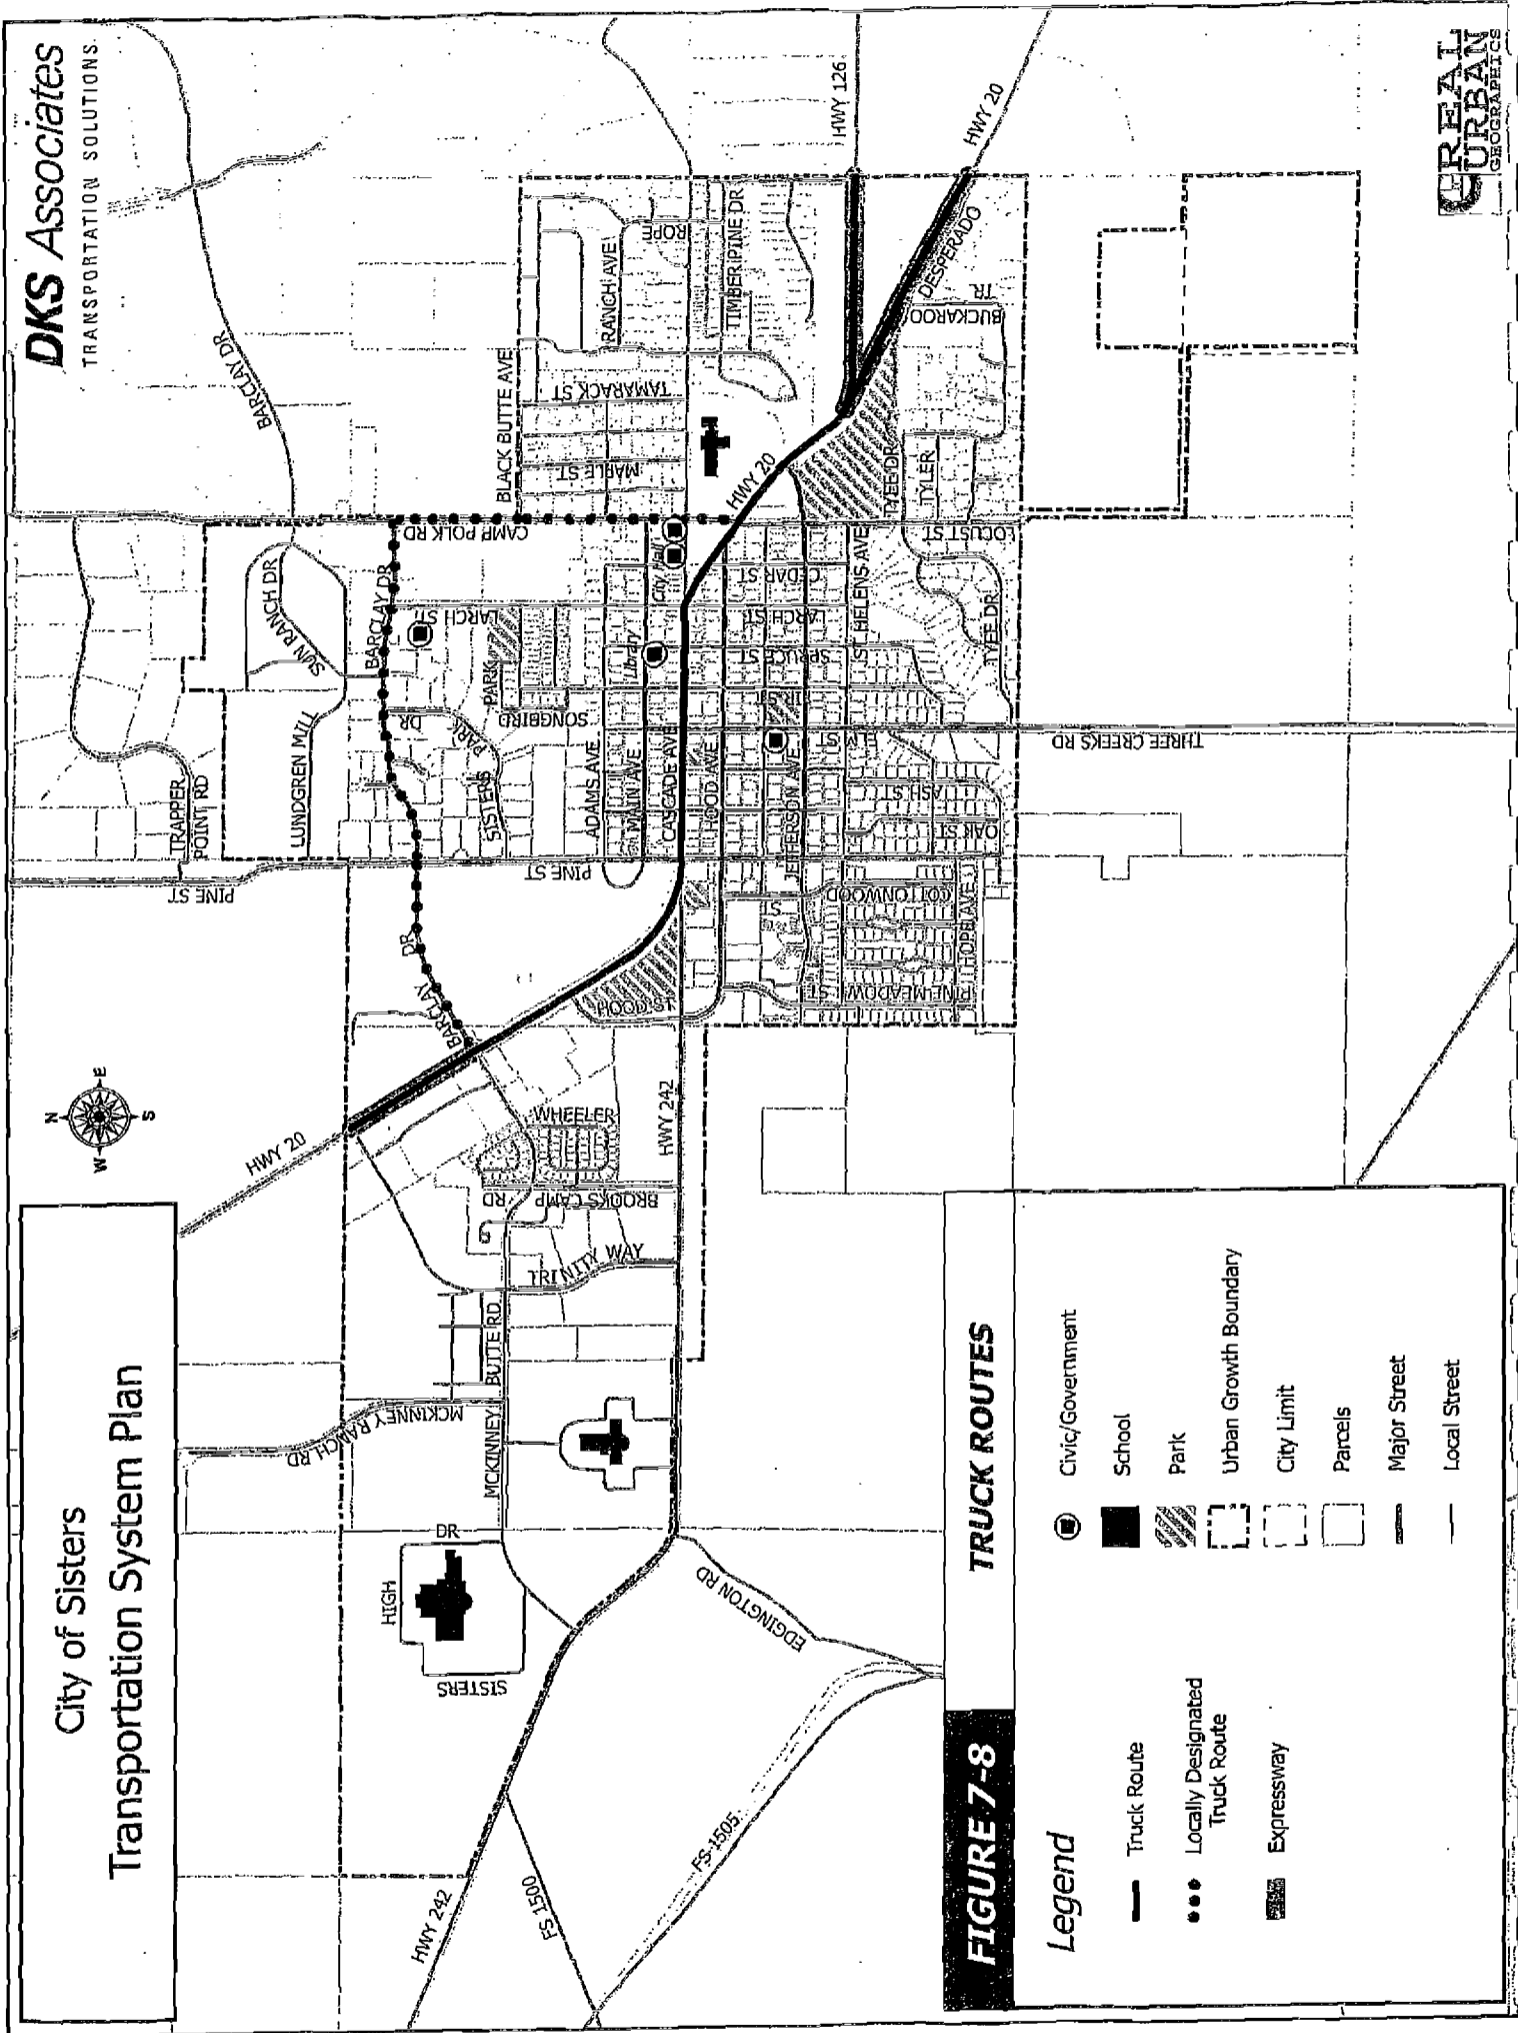 City of Sisters
Transportation System Plan
DKS Associates
TRANSPORTATION SOLUTIONS
N
W
E
S
HWY 20
HWY 242
FS 1500
FS-1505
EDGINGTON RD
SISTERS
HIGH
DR
MCKINNEY RANCH RD
MCKINNEY
BUTTE RD
TRINITY WAY
BROOKS CAMP
RD
WHEELER
HWY 242
BARCLAY
DR
HOOD ST
PINE ST
PINE ST
TRAPPER
POINT RD
LUNDGREN MILL
SUN RANCH DR
BARCLAY DR
BARCLAY DR
LARCH ST
PARK
SISTERS
PARK
DR
SONGBIRD
CAMP POLK RD
BLACK BUTTE AVE
MAPLE ST
TAMARACK ST
RANCH AVE
ROPE
TIMBER PINE DR
HWY 126
HWY 20
HWY 20
DESPERADO
TR
BUCKAROO
TYEE DR
TYLER
LOCUST ST
TYEE DR
ADAMS AVE
MAIN AVE
CASCADE AVE
HOOD AVE
JEFFERSON AVE
ST HELENS AVE
Library
City Hall
CEDAR ST
LARCH ST
SPRUCE ST
FIR ST
ELM ST
ASH ST
OAK ST
COTTONWOOD
ST
HOPE AVE
PINE MEADOW ST
THREE CREEKS RD
FIGURE 7-8
TRUCK ROUTES
Legend
Truck Route
Locally Designated
Truck Route
Expressway
Civic/Government
School
Park
Urban Growth Boundary
City Limit
Parcels
Major Street
Local Street
CREAL
URBAN
GEOGRAPHICS